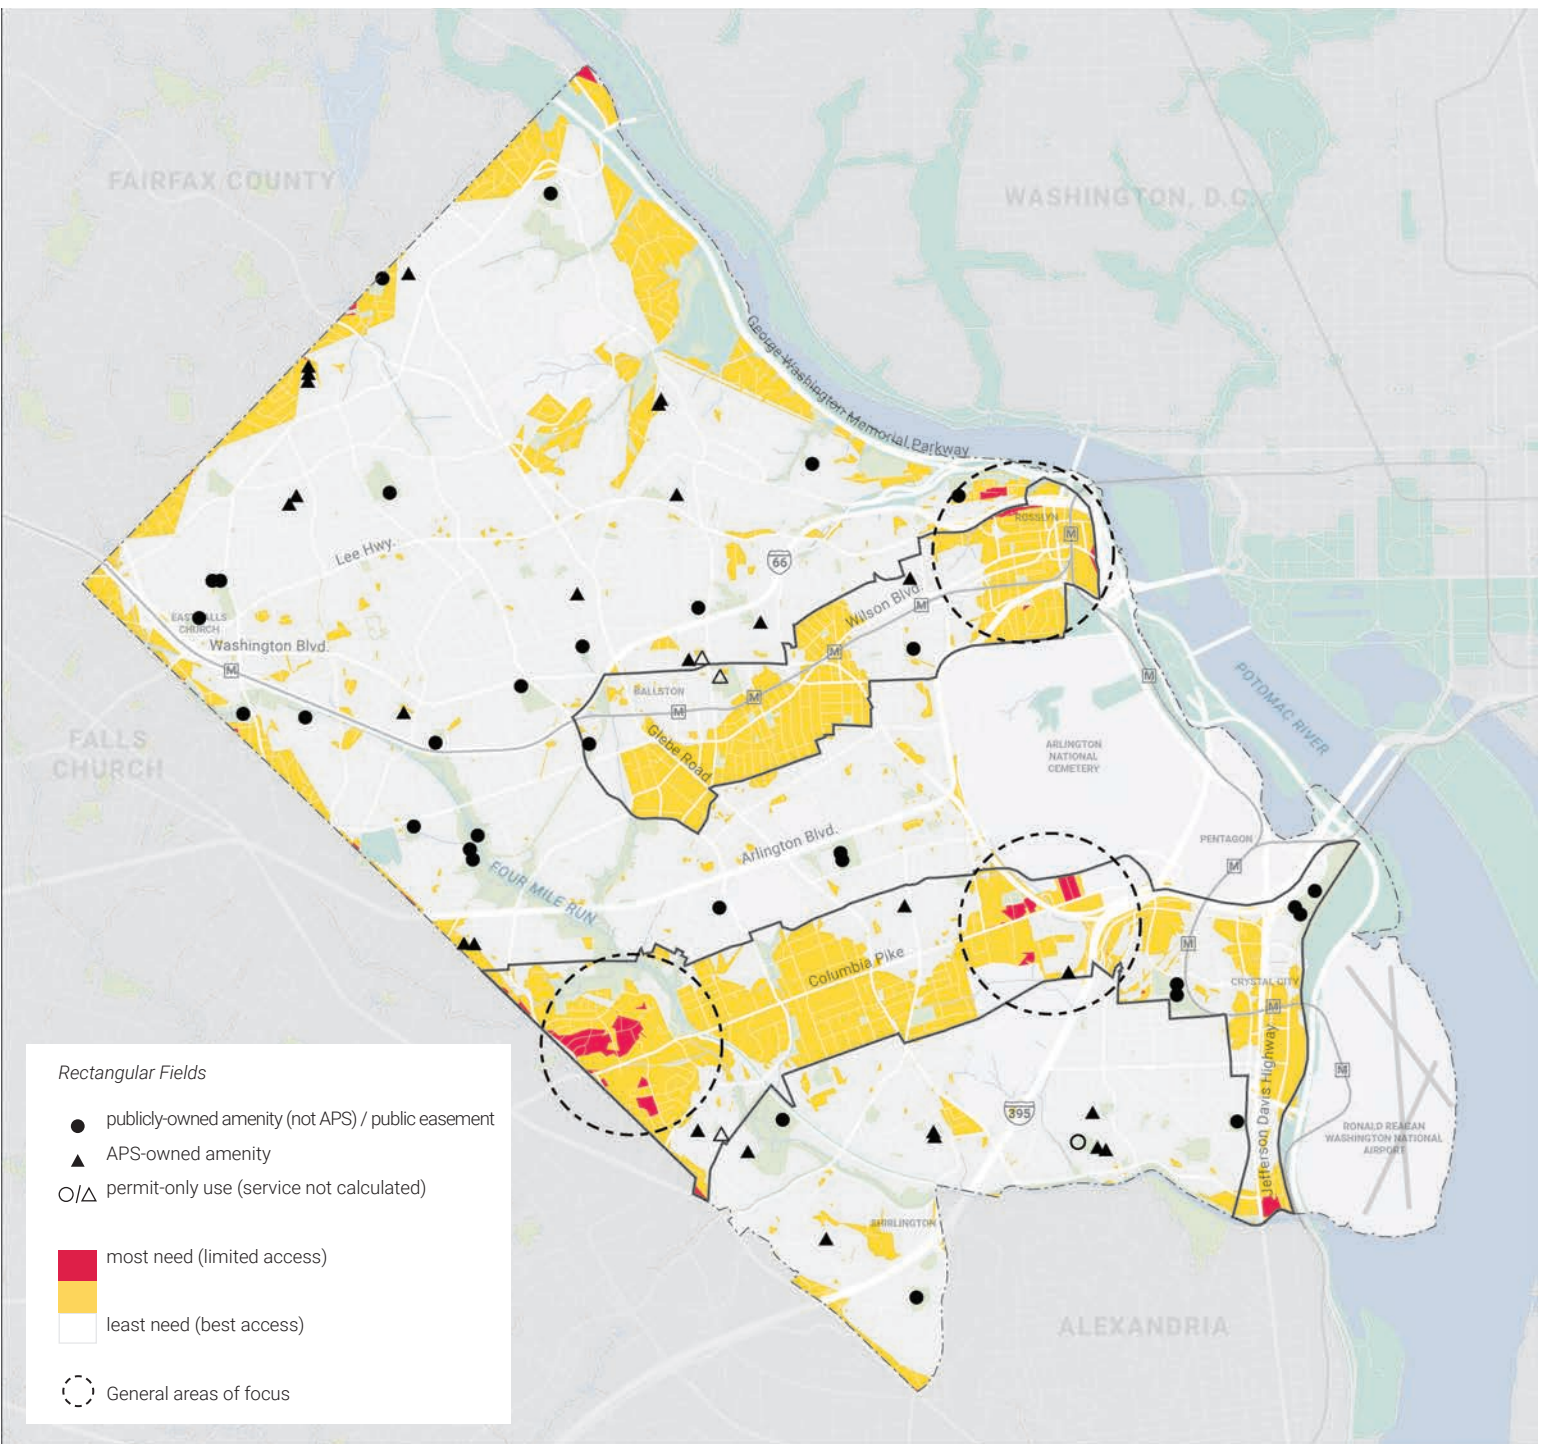 FAIRFAX COUNTY
WASHINGTON, D.C.
George Washington Memorial Parkway
ROSSLYN
M
66
Lee Hwy.
Wilson Blvd.
M
EAST FALLS
CHURCH
Washington Blvd.
M
M
M
POTOMAC RIVER
BALLSTON
M
M
Glebe Road
FALLS
CHURCH
ARLINGTON
NATIONAL
CEMETERY
Arlington Blvd.
PENTAGON
M
FOUR MILE RUN
Columbia Pike
M
CRYSTAL CITY
M
Jefferson Davis Highway
M
395
RONALD REAGAN
WASHINGTON NATIONAL
AIRPORT
SHIRLINGTON
ALEXANDRIA
Rectangular Fields
publicly-owned amenity (not APS) / public easement
APS-owned amenity
permit-only use (service not calculated)
most need (limited access)
least need (best access)
General areas of focus